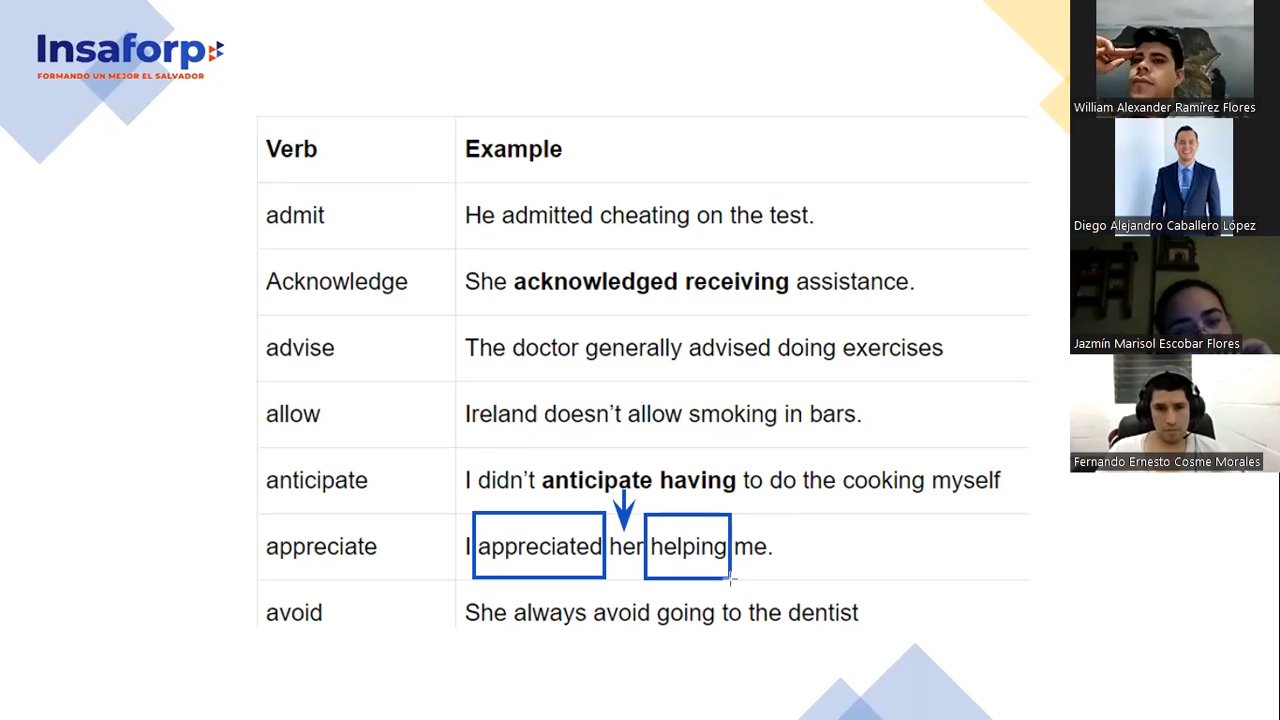 Insaforp
FORMANDO UN MEJOR EL SALVADOR
Verb Example
admit He admitted cheating on the test.
Acknowledge She acknowledged receiving assistance.
advise The doctor generally advised doing exercises
allow Ireland doesn’t allow smoking in bars.
anticipate I didn’t anticipate having to do the cooking myself
appreciate I appreciated her helping me.
avoid She always avoid going to the dentist
William Alexander Ramírez Flores
Diego Alejandro Caballero López
Jazmín Marisol Escobar Flores
Fernando Ernesto Cosme Morales